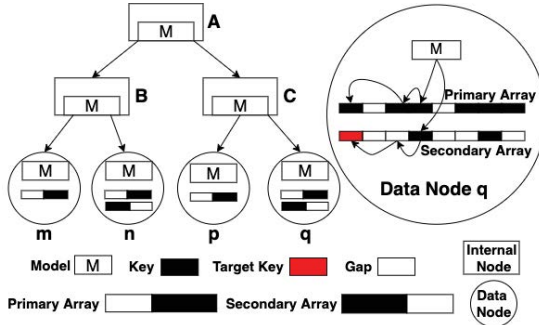 A
M
B
M
C
M
M
M
M
M
m
n
p
q
M
Primary Array
Secondary Array
Data Node q
Model M Key Target Key Gap
Internal Node
Primary Array Secondary Array
Data Node